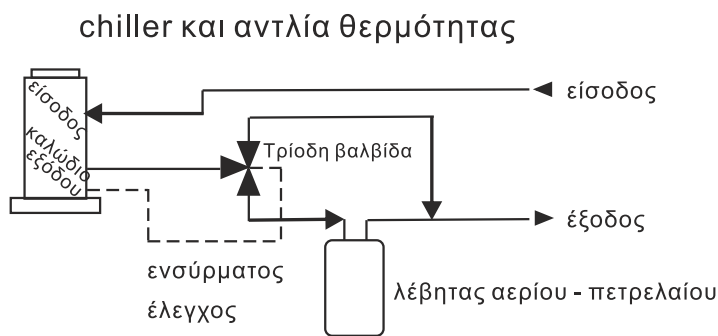 chiller και αντλία θερμότητας
είσοδος
είσοδος
καλώδιο
εξόδου
Τρίοδη βαλβίδα
έξοδος
ενσύρματος
έλεγχος
λέβητας αερίου - πετρελαίου